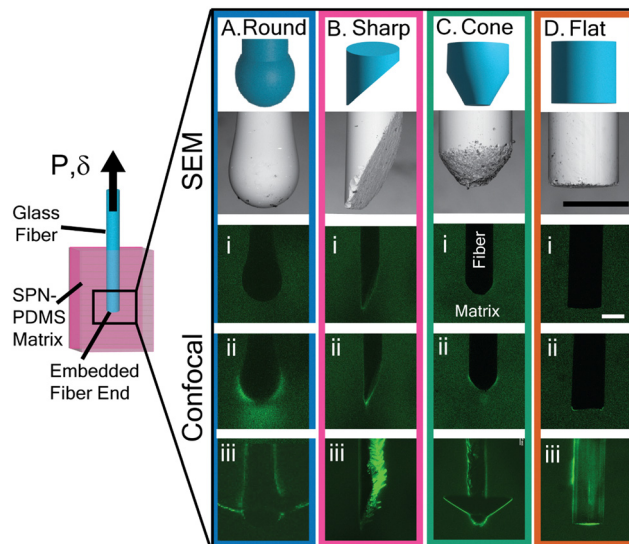 A. Round
B. Sharp
C. Cone
D. Flat
SEM
P,δ
Glass
Fiber
SPN-
PDMS
Matrix
Embedded
Fiber End
Confocal
i
i
i
Fiber
Matrix
i
ii
ii
ii
ii
iii
iii
iii
iii